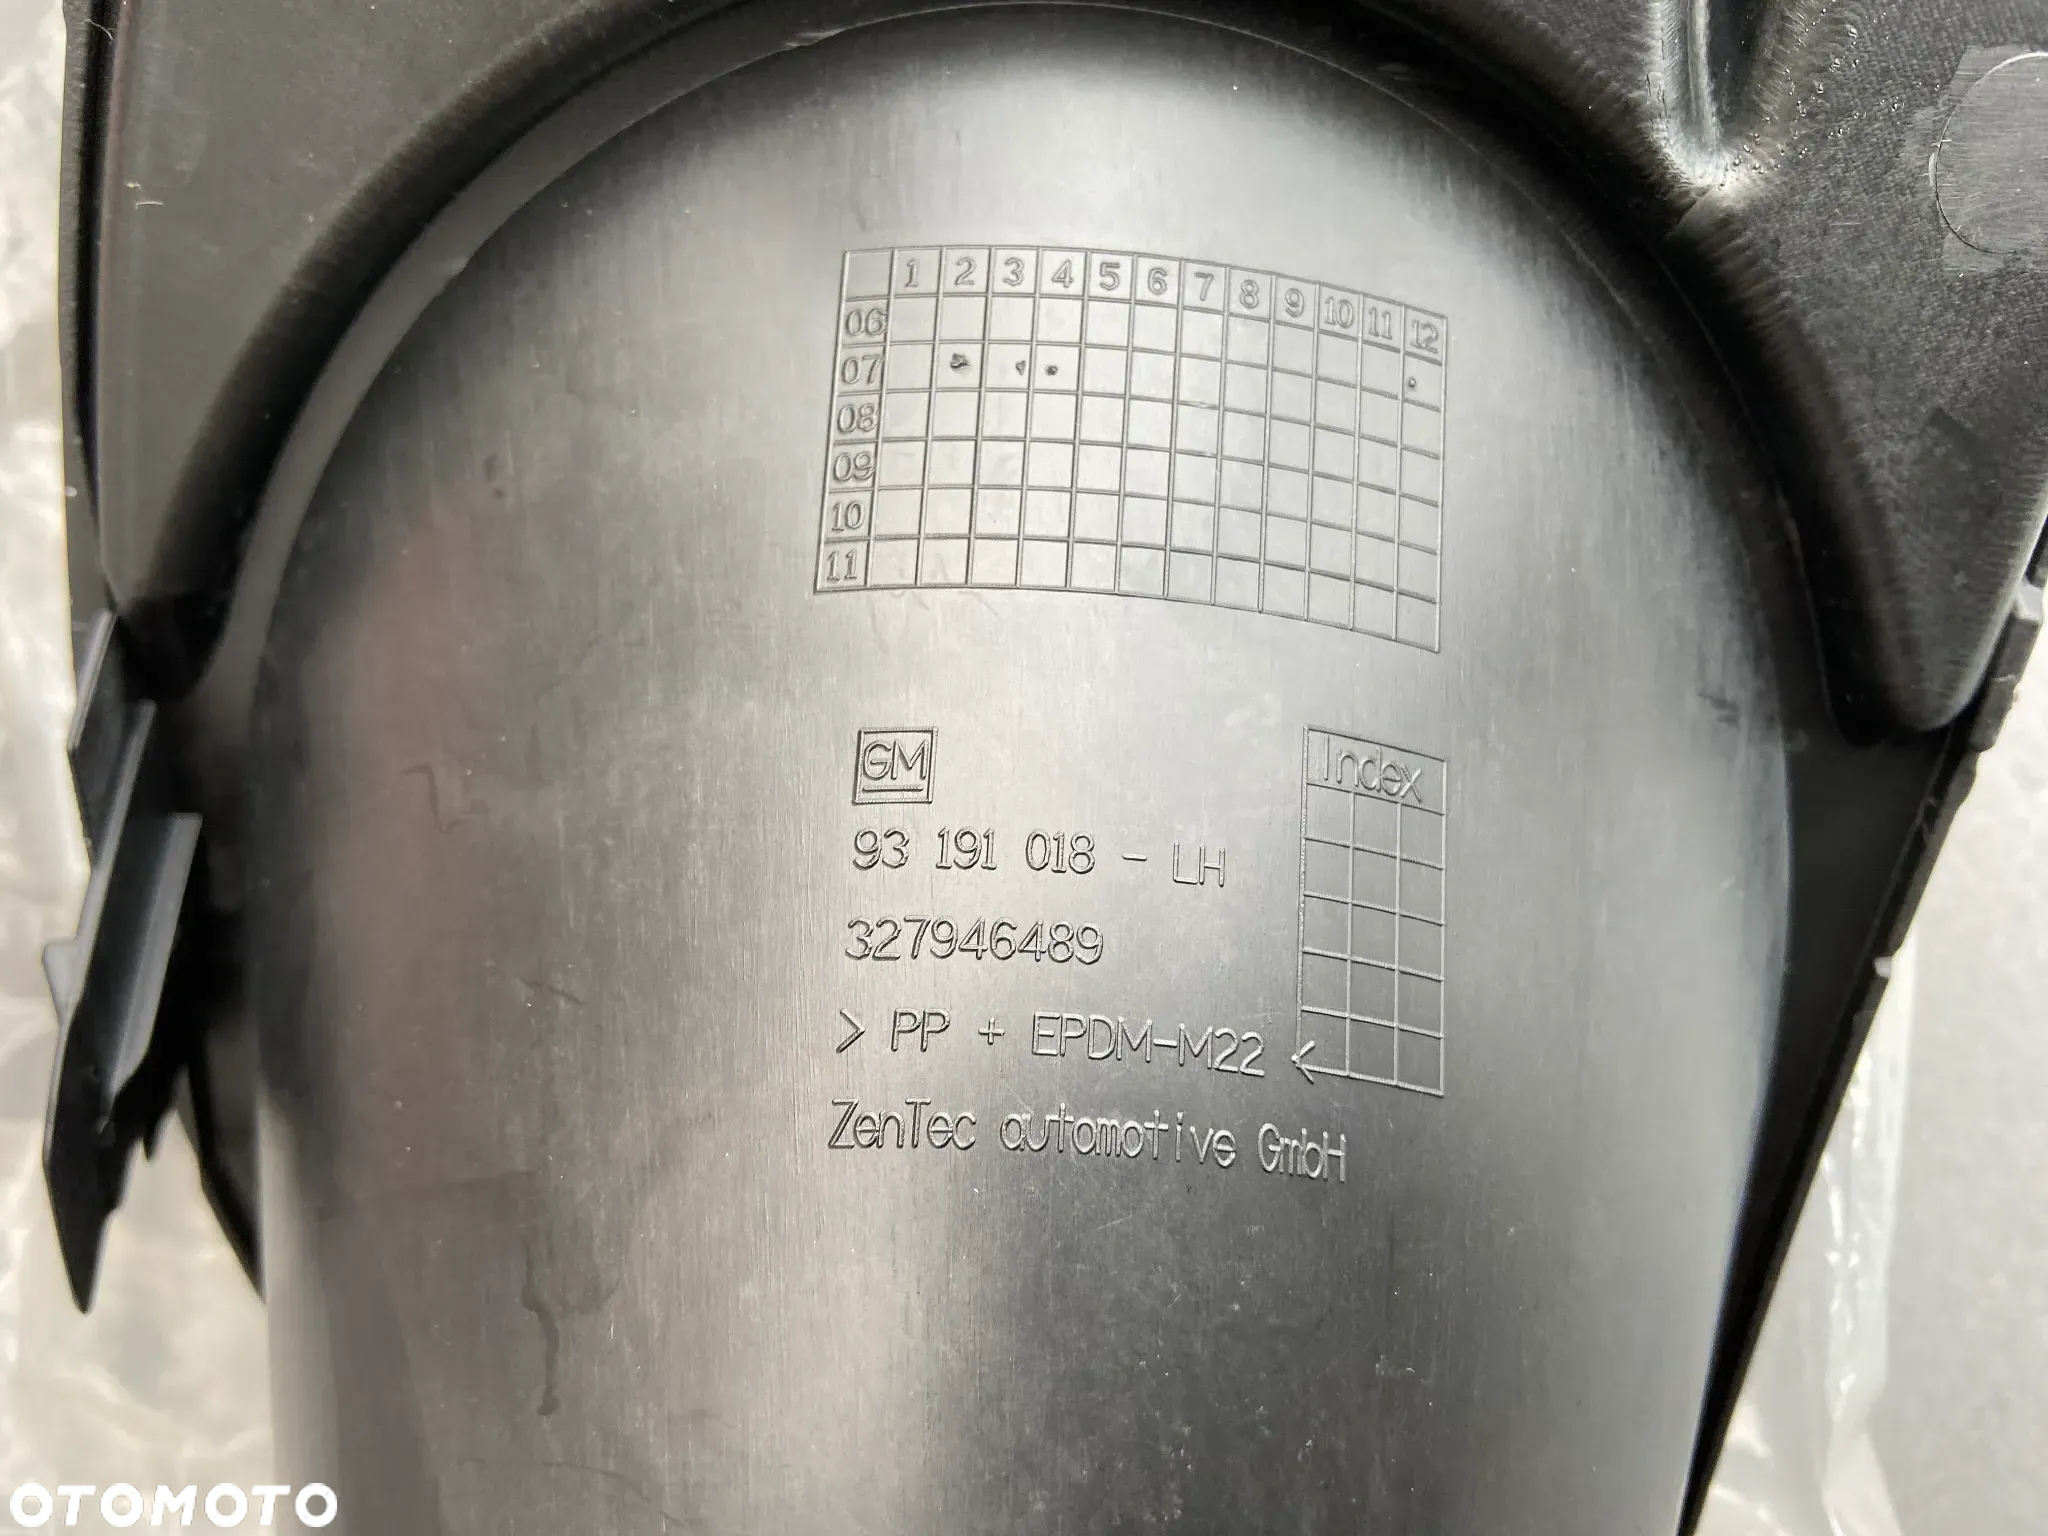 1 2 3 4 5 6 7 8 9 10 11 12
06
07
08
09
10
11
GM
Index
93 191 018 - LH
327946489
> PP + EPDM-M22 <
ZenTec automotive GmbH
OTOMOTO